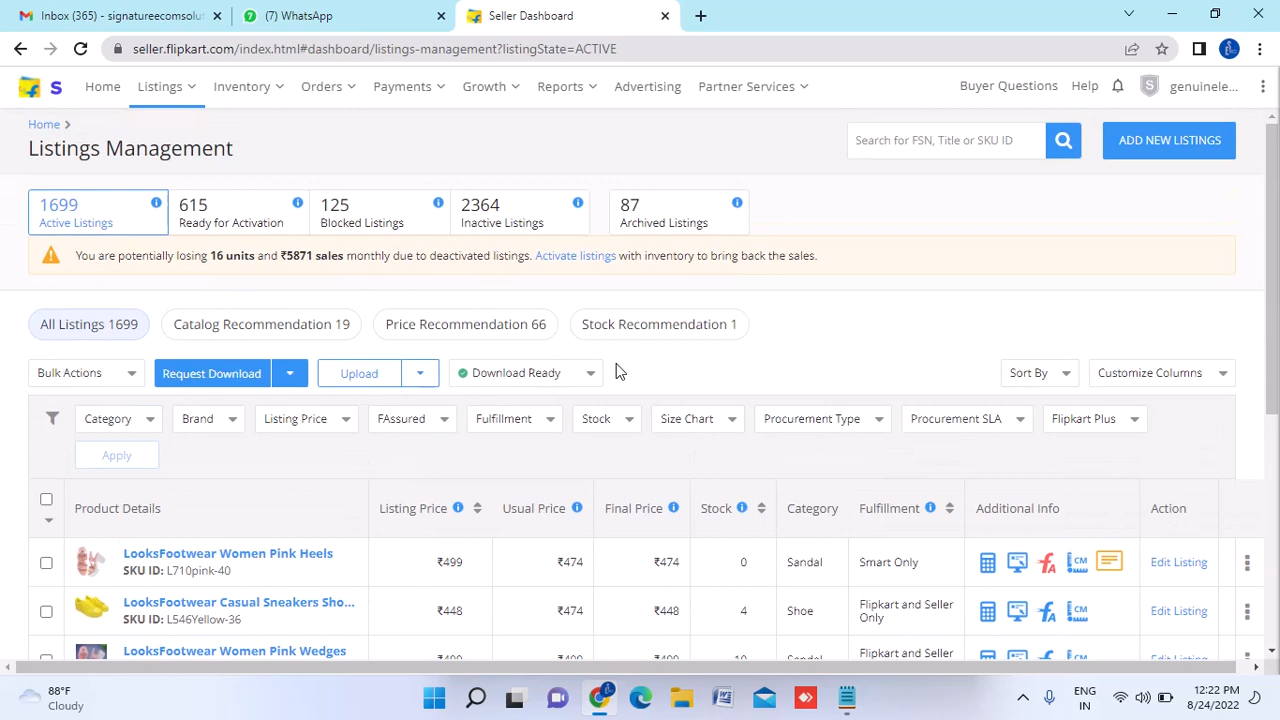 Inbox (365) - signatureecomsolut
(7) WhatsApp
Seller Dashboard
seller.flipkart.com/index.html#dashboard/listings-management?listingState=ACTIVE
Home Listings Inventory Orders Payments Growth Reports Advertising Partner Services Buyer Questions Help genuinele...
Home
Listings Management
Search for FSN, Title or SKU ID
ADD NEW LISTINGS
1699 615 125 2364 87
Active Listings Ready for Activation Blocked Listings Inactive Listings Archived Listings
You are potentially losing 16 units and ₹5871 sales monthly due to deactivated listings. Activate listings with inventory to bring back the sales.
All Listings 1699 Catalog Recommendation 19 Price Recommendation 66 Stock Recommendation 1
Bulk Actions Request Download Upload Download Ready Sort By Customize Columns
Category Brand Listing Price FAssured Fulfillment Stock Size Chart Procurement Type Procurement SLA Flipkart Plus
Apply
Product Details Listing Price Usual Price Final Price Stock Category Fulfillment Additional Info Action
LooksFootwear Women Pink Heels
SKU ID: L710pink-40
₹499 ₹474 ₹474 0 Sandal Smart Only Edit Listing
LooksFootwear Casual Sneakers Sho...
SKU ID: L546Yellow-36
₹448 ₹474 ₹448 4 Shoe Flipkart and Seller Only Edit Listing
LooksFootwear Women Pink Wedges
Flipkart and Seller
88°F
Cloudy
ENG
IN
12:22 PM
8/24/2022